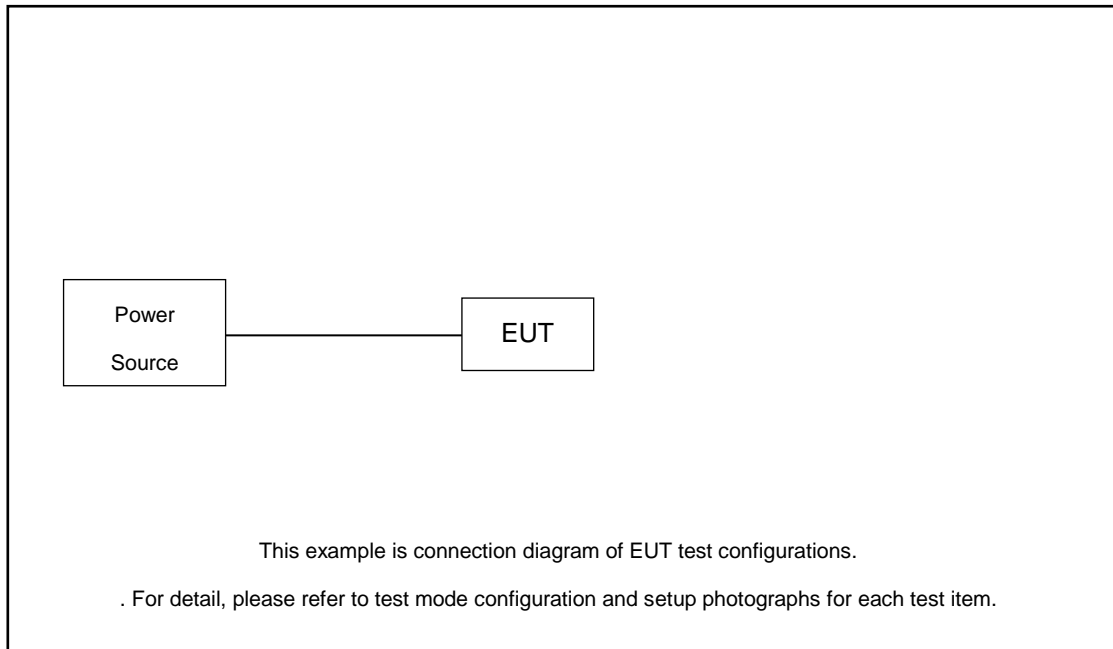 Power
Source
EUT
This example is connection diagram of EUT test configurations.
. For detail, please refer to test mode configuration and setup photographs for each test item.